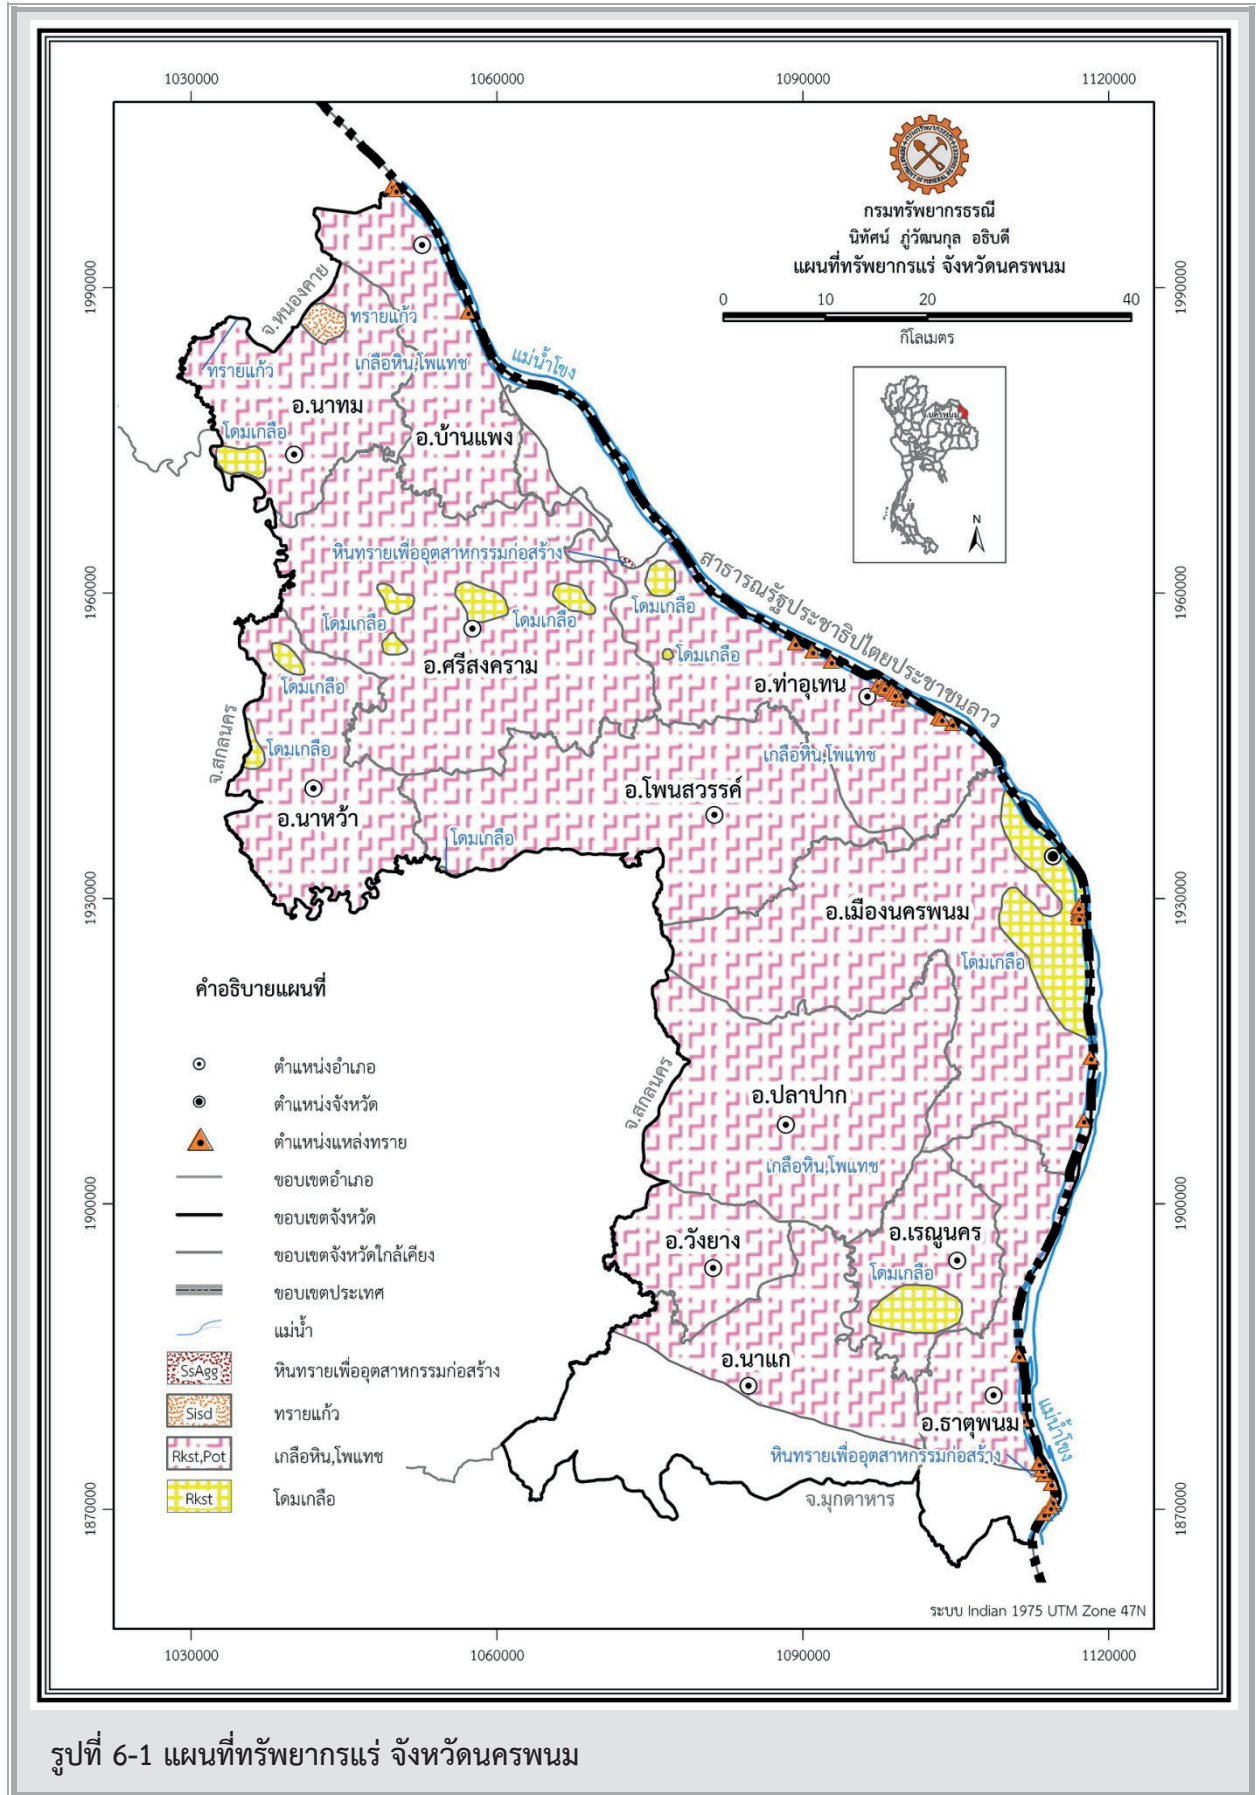 1030000
1060000
1090000
1120000
กรมทรัพยากรธรณี
DEPARTMENT OF MINERAL RESOURCES
กรมทรัพยากรธรณี
นิทัศน์ ภู่วัฒนกุล อธิบดี
แผนที่ทรัพยากรแร่ จังหวัดนครพนม
0 10 20 40
กิโลเมตร
จ.นครพนม
N
1990000
1990000
จ.หนองคาย
ทรายแก้ว
ทรายแก้ว
เกลือหิน,โพแทช
แม่น้ำโขง
อ.นาทม
โดมเกลือ
อ.บ้านแพง
หินทรายเพื่ออุตสาหกรรมก่อสร้าง
สาธารณรัฐประชาธิปไตยประชาชนลาว
1960000
1960000
โดมเกลือ
โดมเกลือ
โดมเกลือ
อ.ศรีสงคราม
โดมเกลือ
โดมเกลือ
อ.ท่าอุเทน
จ.สกลนคร
โดมเกลือ
เกลือหิน,โพแทช
อ.โพนสวรรค์
อ.นาหว้า
โดมเกลือ
1930000
1930000
อ.เมืองนครพนม
โดมเกลือ
จ.สกลนคร
อ.ปลาปาก
เกลือหิน,โพแทช
1900000
1900000
อ.วังยาง
อ.เรณูนคร
โดมเกลือ
อ.นาแก
อ.ธาตุพนม
แม่น้ำโขง
หินทรายเพื่ออุตสาหกรรมก่อสร้าง
จ.มุกดาหาร
1870000
1870000
คำอธิบายแผนที่
ตำแหน่งอำเภอ
ตำแหน่งจังหวัด
ตำแหน่งแหล่งทราย
ขอบเขตอำเภอ
ขอบเขตจังหวัด
ขอบเขตจังหวัดใกล้เคียง
ขอบเขตประเทศ
แม่น้ำ
SsAgg หินทรายเพื่ออุตสาหกรรมก่อสร้าง
Sisd ทรายแก้ว
Rkst,Pot เกลือหิน,โพแทช
Rkst โดมเกลือ
ระบบ Indian 1975 UTM Zone 47N
1030000
1060000
1090000
1120000
รูปที่ 6-1 แผนที่ทรัพยากรแร่ จังหวัดนครพนม